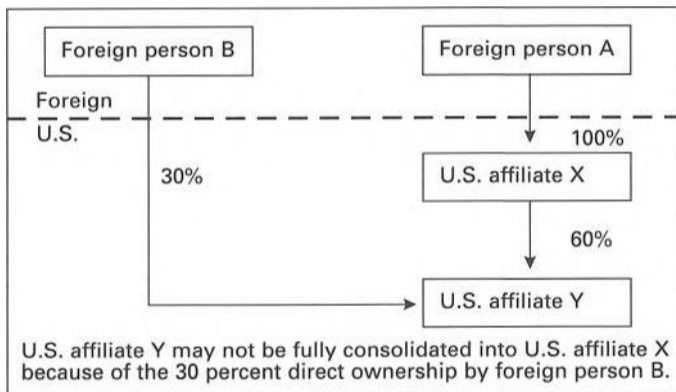 Foreign person B
Foreign person A
Foreign
U.S.
100%
30%
U.S. affiliate X
60%
U.S. affiliate Y
U.S. affiliate Y may not be fully consolidated into U.S. affiliate X
because of the 30 percent direct ownership by foreign person B.